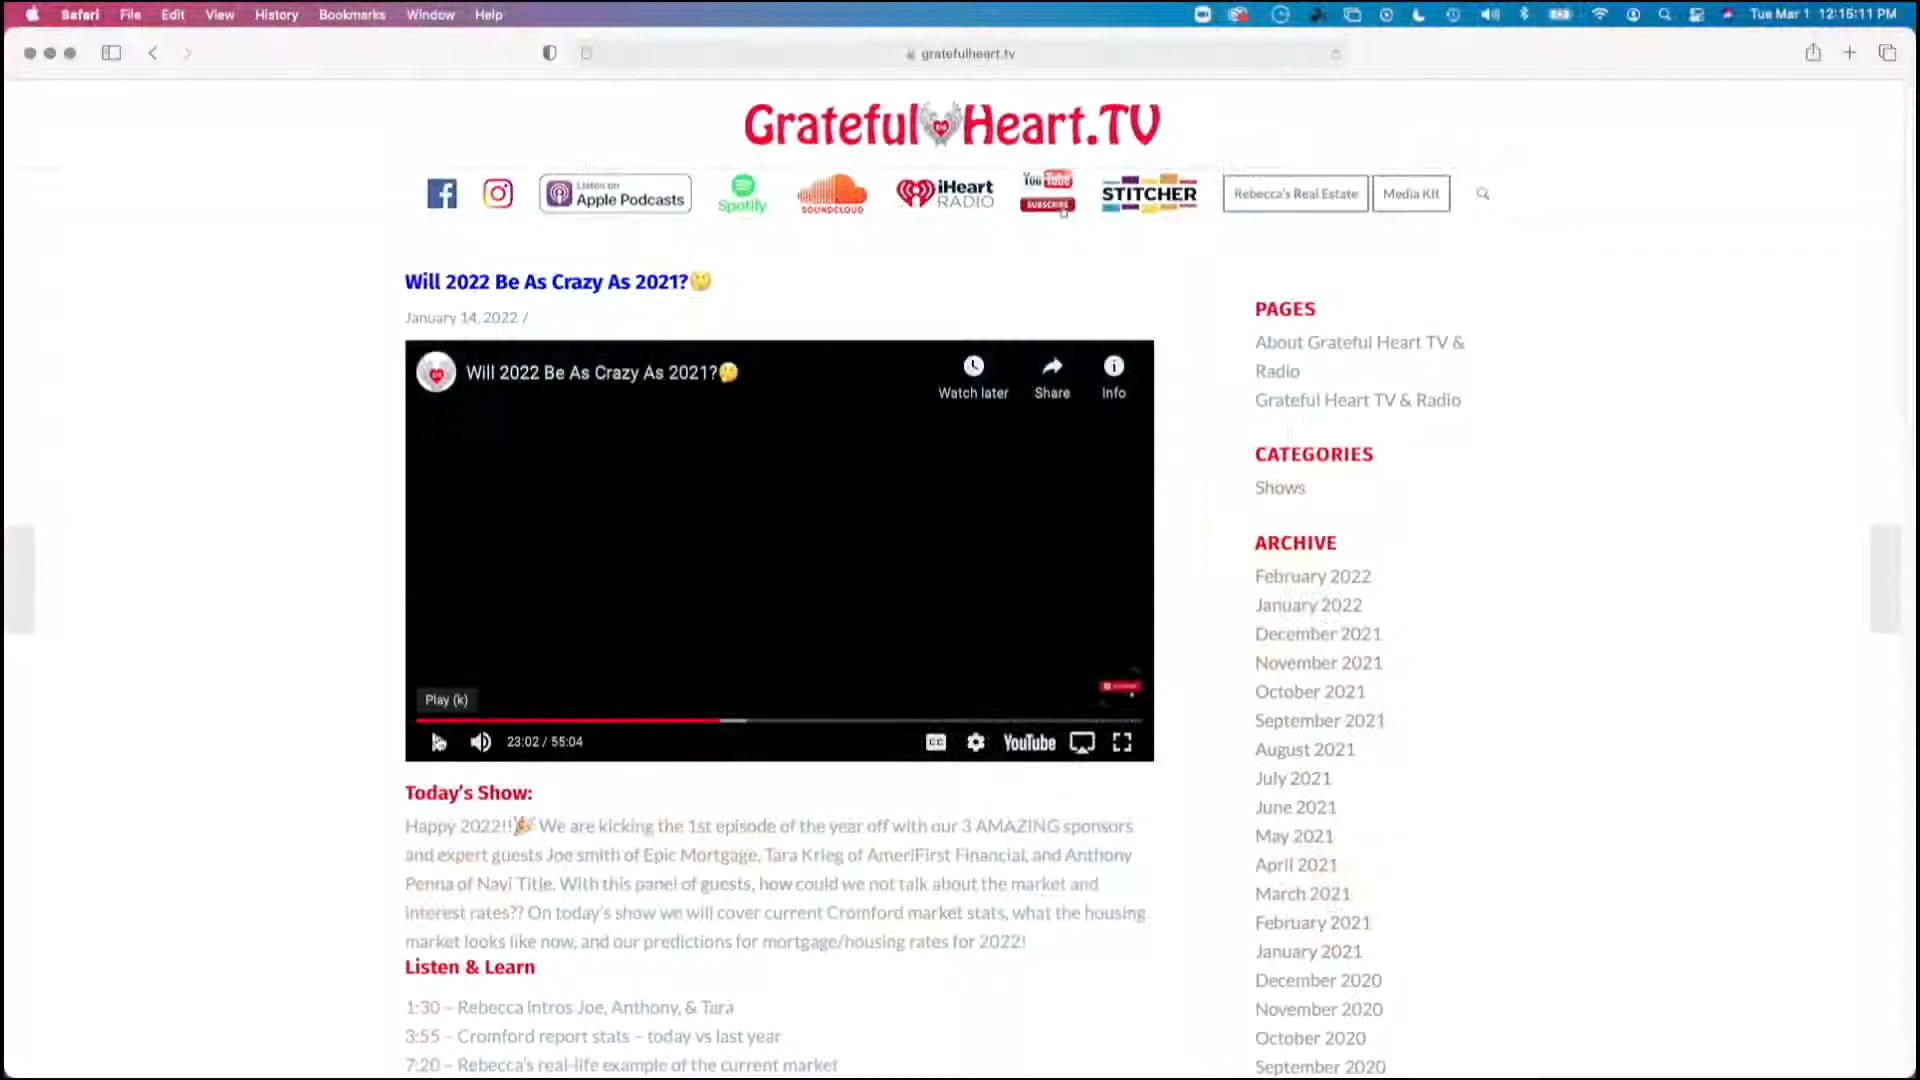 Safari File Edit View History Bookmarks Window Help
Tue Mar 1 12:15:11 PM
gratefulheart.tv
Grateful Heart.TV
Listen on
Apple Podcasts
Spotify
SOUNDCLOUD
iHeart
RADIO
YouTube
SUBSCRIBE
STITCHER
Rebecca's Real Estate
Media Kit
Will 2022 Be As Crazy As 2021?🤔
January 14, 2022 /
Will 2022 Be As Crazy As 2021?🤔
Watch later
Share
Info
Play (k)
23:02 / 55:04
CC
YouTube
Today's Show:
Happy 2022!!🎉 We are kicking the 1st episode of the year off with our 3 AMAZING sponsors
and expert guests Joe smith of Epic Mortgage, Tara Krieg of AmeriFirst Financial, and Anthony
Penna of Navi Title. With this panel of guests, how could we not talk about the market and
interest rates?? On today's show we will cover current Cromford market stats, what the housing
market looks like now, and our predictions for mortgage/housing rates for 2022!
Listen & Learn
1:30 – Rebecca intros Joe, Anthony, & Tara
3:55 – Cromford report stats – today vs last year
7:20 – Rebecca's real-life example of the current market
PAGES
About Grateful Heart TV &
Radio
Grateful Heart TV & Radio
CATEGORIES
Shows
ARCHIVE
February 2022
January 2022
December 2021
November 2021
October 2021
September 2021
August 2021
July 2021
June 2021
May 2021
April 2021
March 2021
February 2021
January 2021
December 2020
November 2020
October 2020
September 2020